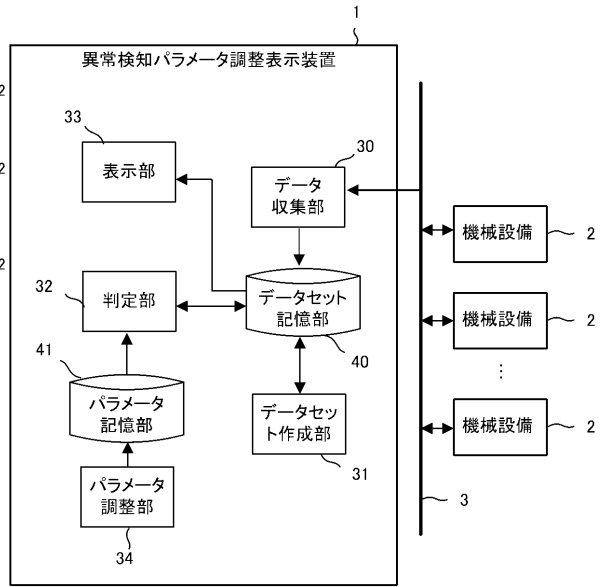 1
異常検知パラメータ調整表示装置
2
2
2
33
表示部
30
データ
収集部
32
判定部
データセット
記憶部
40
41
パラメータ
記憶部
データセッ
ト作成部
31
パラメータ
調整部
34
機械設備
2
機械設備
2
⋮
機械設備
2
3